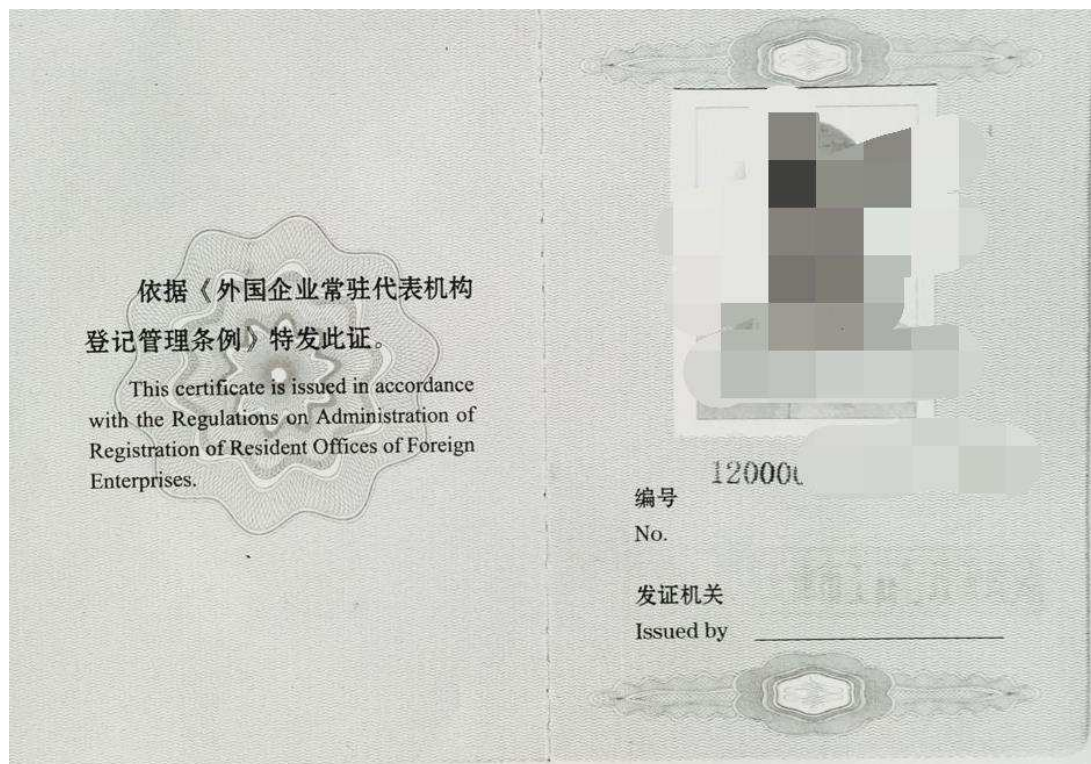 依据《外国企业常驻代表机构
登记管理条例》特发此证。
This certificate is issued in accordance
with the Regulations on Administration of
Registration of Resident Offices of Foreign
Enterprises.
120000
编号
No.
发证机关
Issued by